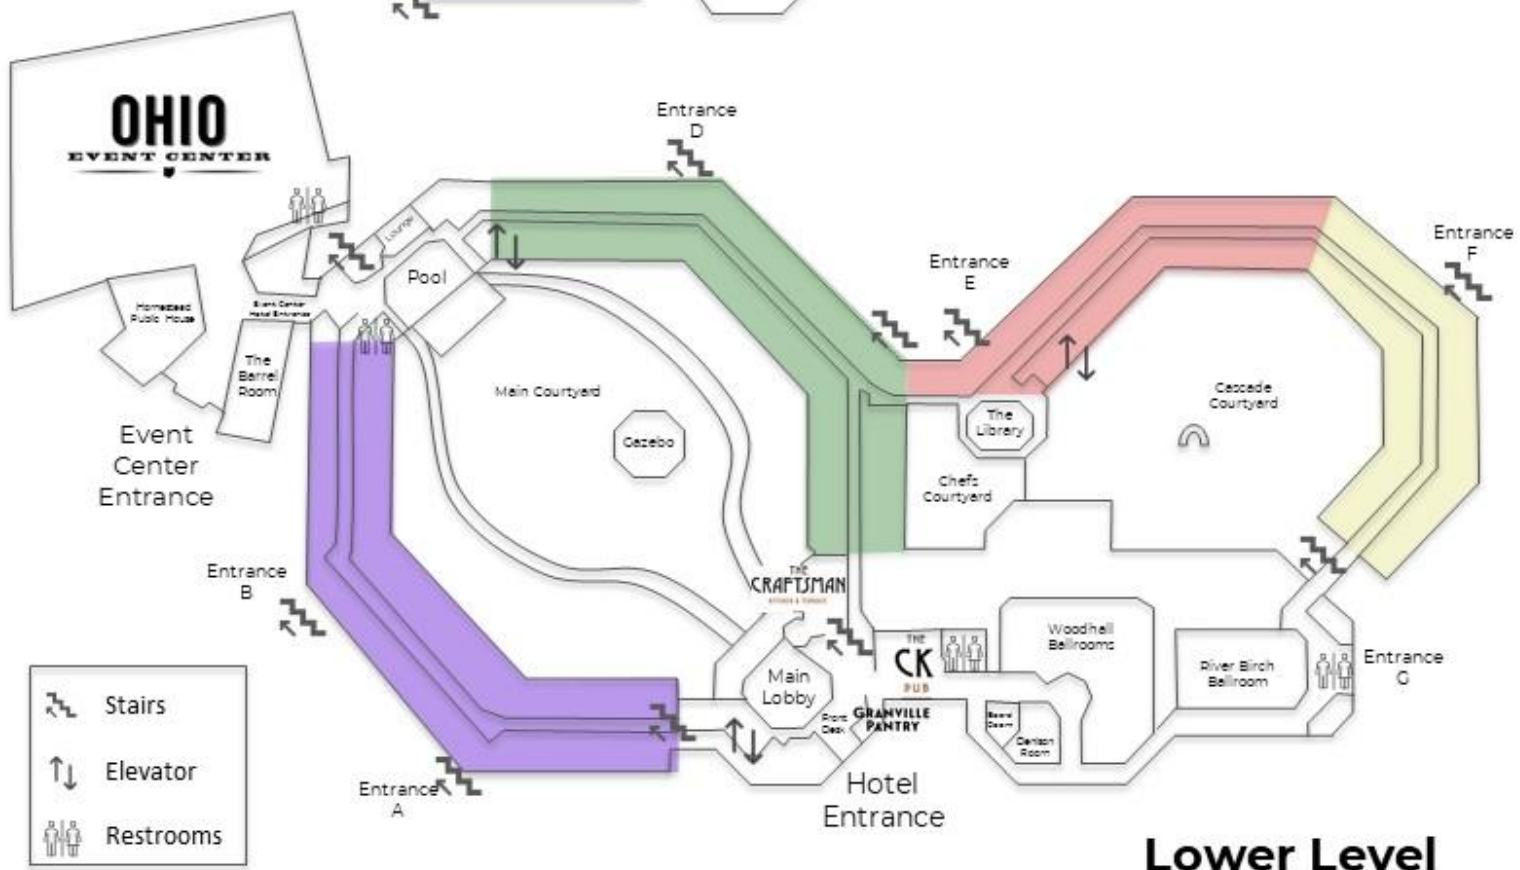 OHIO
EVENT CENTER
Entrance
D
Lounge
Pool
Entrance
E
Entrance
F
Homestead
Public House
Event Center
Hotel Entrance
The
Barrel
Room
Main Courtyard
Gazebo
Cascade
Courtyard
The
Library
Chefs
Courtyard
Event
Center
Entrance
Entrance
B
THE
CRAFTSMAN
Woodhall
Ballrooms
THE
CK
PUB
River Birch
Ballroom
Entrance
G
Main
Lobby
Front
Desk
GRANVILLE
PANTRY
Board
Room
Denison
Room
Entrance
A
Hotel
Entrance
Stairs
Elevator
Restrooms
Lower Level